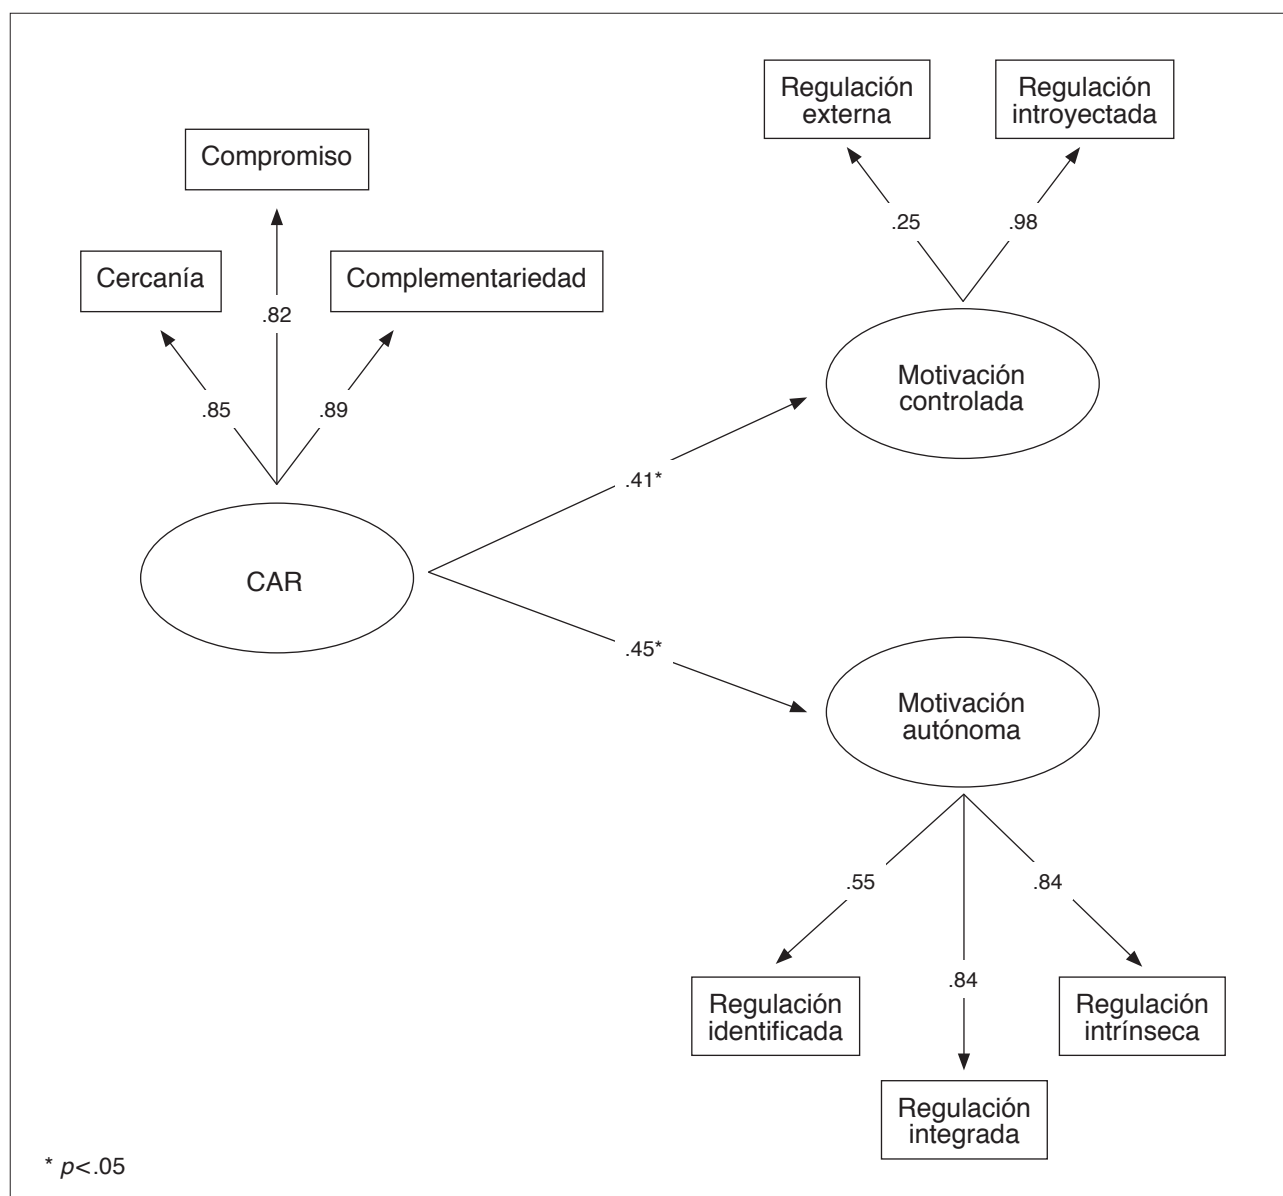 Regulación
externa
Regulación
introyectada
Compromiso
.25
.98
Cercanía
Complementariedad
.82
.85
.89
Motivación
controlada
.41*
CAR
.45*
Motivación
autónoma
.55
.84
.84
Regulación
identificada
Regulación
intrínseca
Regulación
integrada
* p<.05